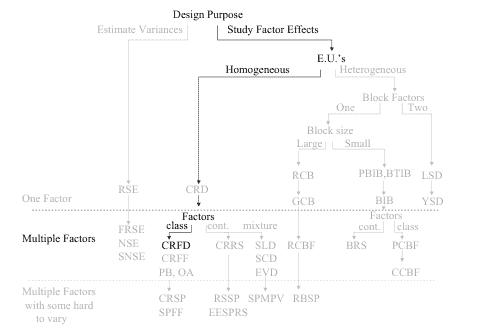 Design Purpose
Estimate Variances
Study Factor Effects
E.U.'s
Homogeneous
Heterogeneous
Block Factors
One
Two
Block size
Large
Small
RCB
PBIB,BTIB
LSD
RSE
CRD
GCB
BIB
YSD
One Factor
Factors
class
cont.
mixture
Factors
cont.
class
Multiple Factors
FRSE
NSE
SNSE
CRFD
CRFF
PB, OA
CRRS
SLD
SCD
EVD
RCBF
BRS
PCBF
CCBF
Multiple Factors
with some hard
to vary
CRSP
SPFF
RSSP
EESPRS
SPMPV
RBSP